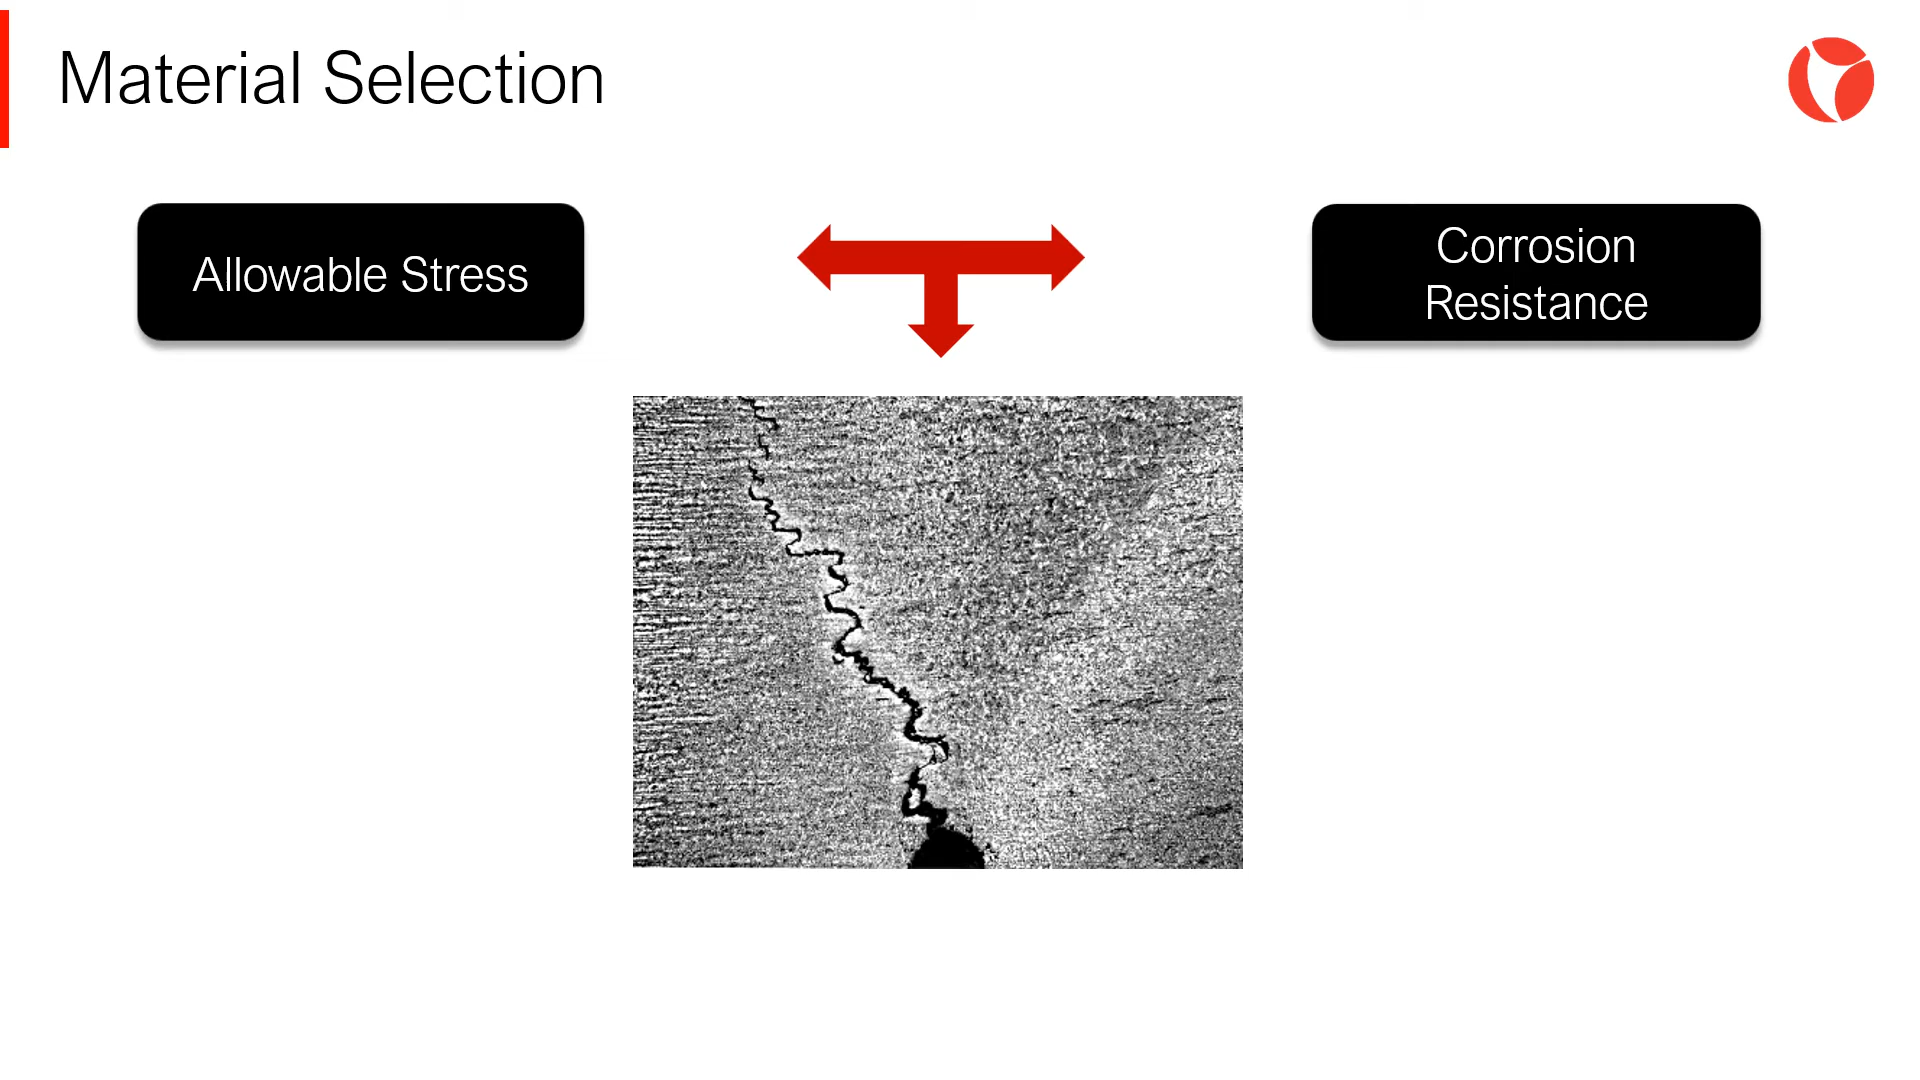 Material Selection
Allowable Stress
Corrosion
Resistance